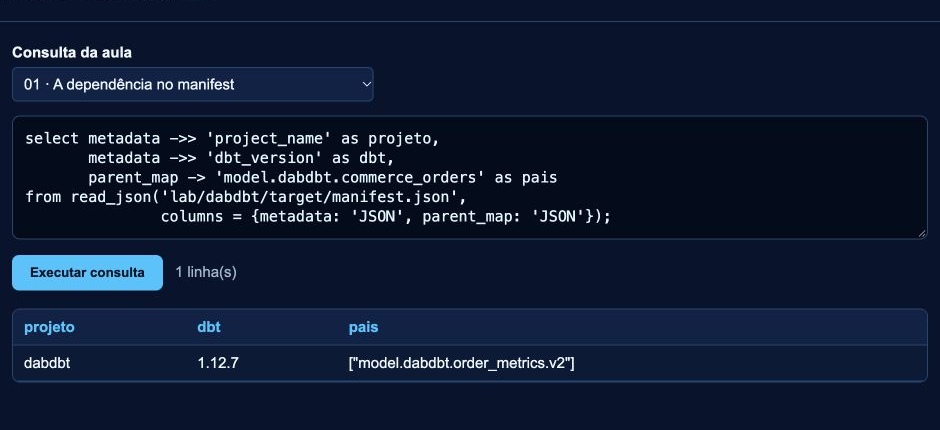 Consulta da aula
01 · A dependência no manifest
select metadata ->> 'project_name' as projeto,
metadata ->> 'dbt_version' as dbt,
parent_map -> 'model.dabdbt.commerce_orders' as pais
from read_json('lab/dabdbt/target/manifest.json',
columns = {metadata: 'JSON', parent_map: 'JSON'});
Executar consulta 1 linha(s)
projeto dbt pais
dabdbt 1.12.7 ["model.dabdbt.order_metrics.v2"]